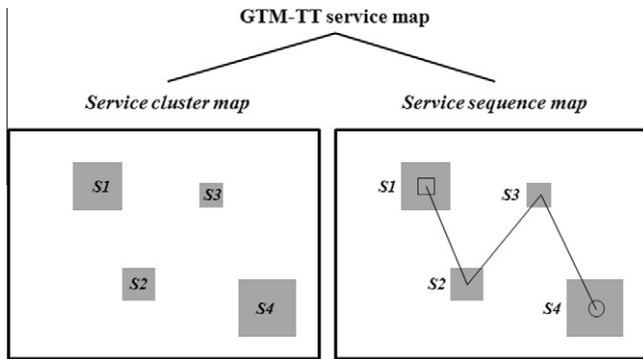 GTM-TT service map
Service cluster map
Service sequence map
S1
S3
S2
S4
S1
S3
S2
S4